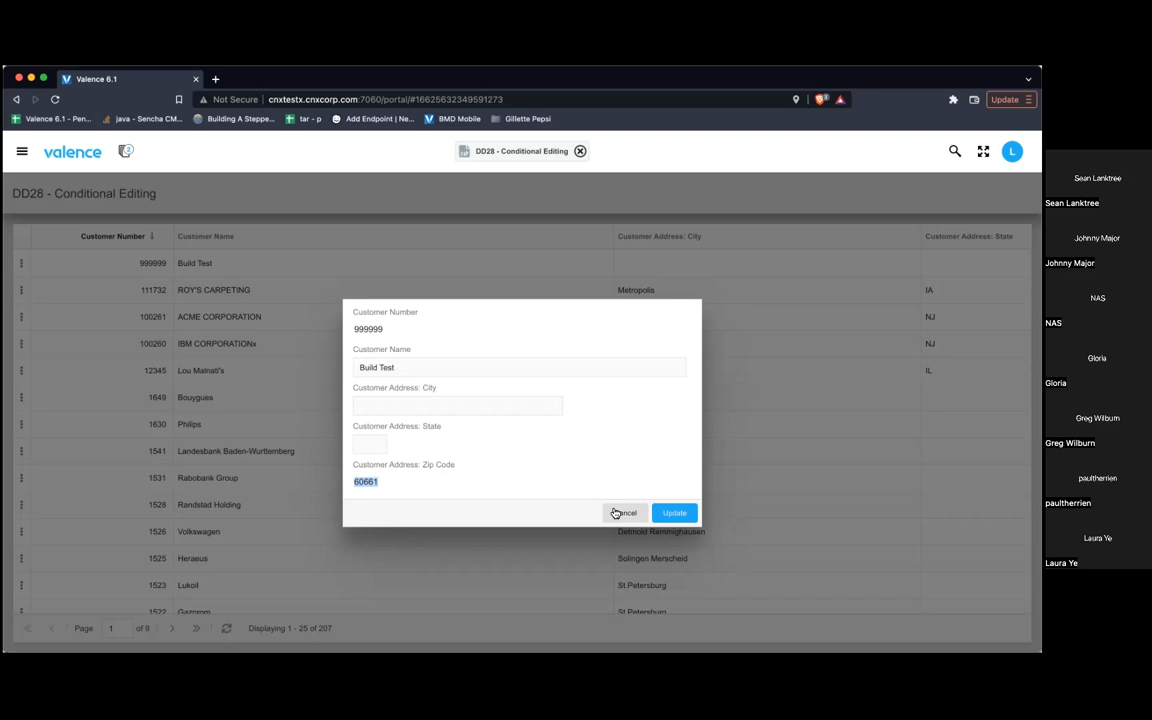 Valence 6.1
Not Secure cnxtestx.cnxcorp.com:7060/portal/#16625632349591273
Update
Valence 6.1 - Pen...
java - Sencha CM...
Building A Steppe...
tar - p
Add Endpoint | Ne...
BMD Mobile
Gillette Pepsi
valence
DD28 - Conditional Editing
L
DD28 - Conditional Editing
Customer Number Customer Name Customer Address: City Customer Address: State
999999 Build Test
111732 ROY'S CARPETING Metropolis IA
100261 ACME CORPORATION NJ
100260 IBM CORPORATIONx NJ
12345 Lou Malnati's IL
1649 Bouygues
1630 Philips
1541 Landesbank Baden-Wurttemberg
1531 Rabobank Group
1528 Randstad Holding
1526 Volkswagen Detmold Remmighausen
1525 Heraeus Solingen Merscheid
1523 Lukoil St.Petersburg
1522 Gazcrom St.Petersburg
Page 1 of 9 Displaying 1 - 25 of 207
Customer Number
999999
Customer Name
Build Test
Customer Address: City
Customer Address: State
Customer Address: Zip Code
60661
Update
Sean Lanktree
Sean Lanktree
Johnny Major
Johnny Major
NAS
NAS
Gloria
Gloria
Greg Wilburn
Greg Wilburn
paultherrien
paultherrien
Laura Ye
Laura Ye